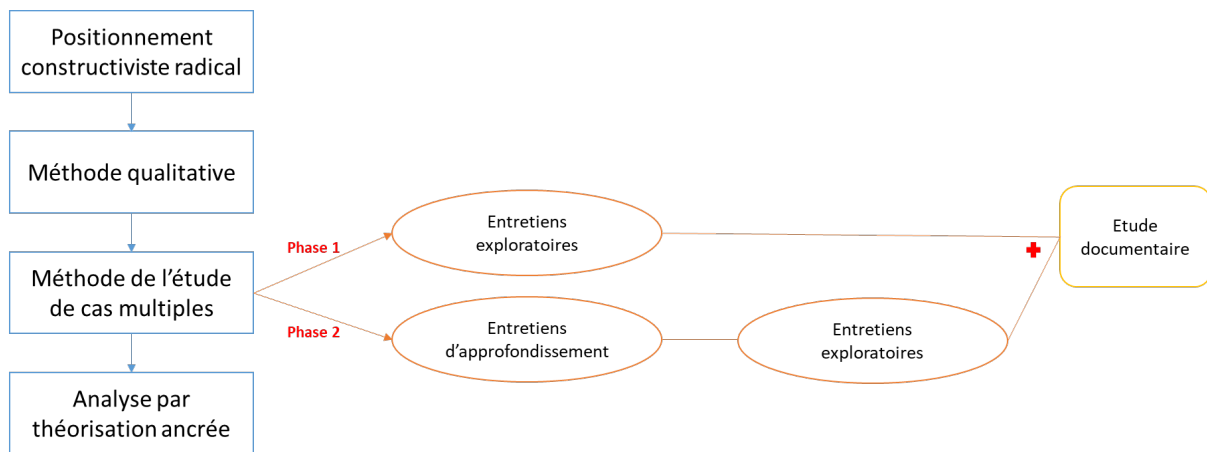 Positionnement
constructiviste radical
Méthode qualitative
Méthode de l’étude
de cas multiples
Analyse par
théorisation ancrée
Phase 1
Entretiens
exploratoires
Phase 2
Entretiens
d’approfondissement
Entretiens
exploratoires
Etude
documentaire